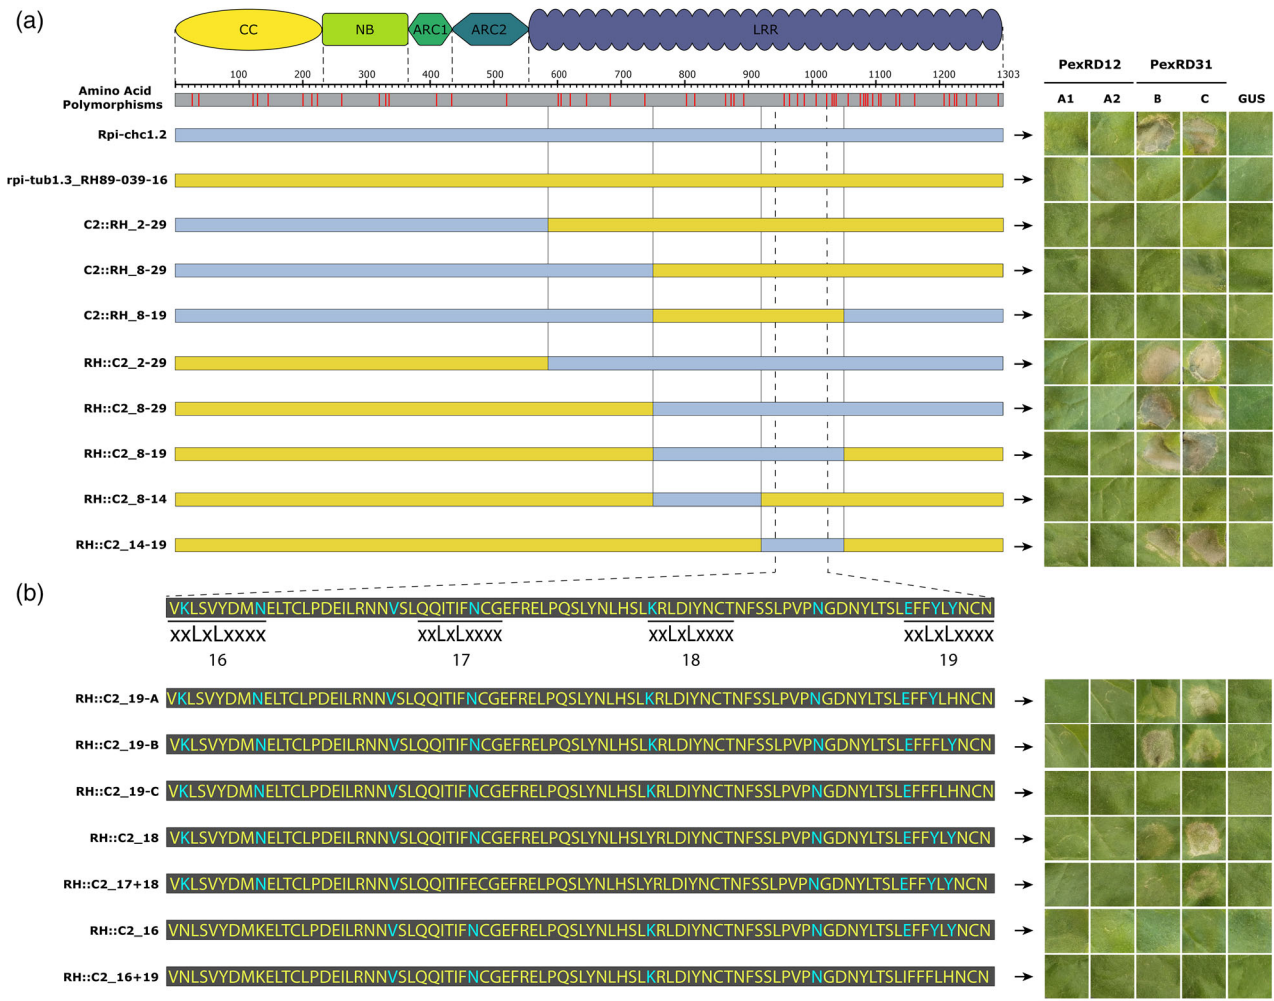 (a)
CC NB ARC1 ARC2 LRR
100 200 300 400 500 600 700 800 900 1000 1100 1200 1303
PexRD12 PexRD31
Amino Acid
Polymorphisms
A1 A2 B C GUS
Rpi-chc1.2
rpi-tub1.3_RH89-039-16
C2::RH_2-29
C2::RH_8-29
C2::RH_8-19
RH::C2_2-29
RH::C2_8-29
RH::C2_8-19
RH::C2_8-14
RH::C2_14-19
(b)
VKLSVYDMNELTCLPDEILRNNVSLQQITIFNCGEFRELPQSLYNLHSLKRLDIYNCTNFSSLPVPNGDNYLTSLEFFYLYNCN
xxLxLxxxx xxLxLxxxx xxLxLxxxx xxLxLxxxx
16 17 18 19
RH::C2_19-A VKLSVYDMNELTCLPDEILRNNVSLQQITIFNCGEFRELPQSLYNLHSLKRLDIYNCTNFSSLPVPNGDNYLTSLEFFYLHNCN
RH::C2_19-B VKLSVYDMNELTCLPDEILRNNVSLQQITIFNCGEFRELPQSLYNLHSLKRLDIYNCTNFSSLPVPNGDNYLTSLEFFFLYNCN
RH::C2_19-C VKLSVYDMNELTCLPDEILRNNVSLQQITIFNCGEFRELPQSLYNLHSLKRLDIYNCTNFSSLPVPNGDNYLTSLEFFFLHNCN
RH::C2_18 VKLSVYDMNELTCLPDEILRNNVSLQQITIFNCGEFRELPQSLYNLHSLYRLDIYNCTNFSSLPVPNGDNYLTSLEFFYLYNCN
RH::C2_17+18 VKLSVYDMNELTCLPDEILRNNVSLQQITIFECGEFRELPQSLYNLHSLYRLDIYNCTNFSSLPVPNGDNYLTSLEFFYLYNCN
RH::C2_16 VNLSVYDMKELTCLPDEILRNNVSLQQITIFNCGEFRELPQSLYNLHSLKRLDIYNCTNFSSLPVPNGDNYLTSLEFFYLYNCN
RH::C2_16+19 VNLSVYDMKELTCLPDEILRNNVSLQQITIFNCGEFRELPQSLYNLHSLKRLDIYNCTNFSSLPVPNGDNYLTSLIFFFLHNCN